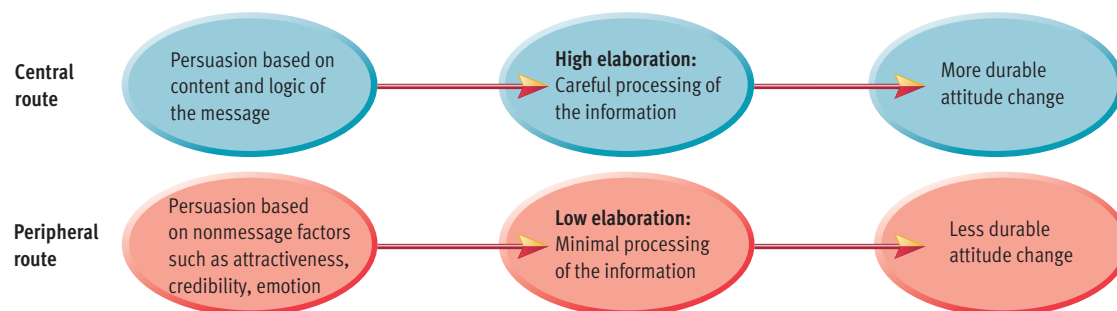 Central
route
Persuasion based on
content and logic of
the message
High elaboration:
Careful processing of
the information
More durable
attitude change
Peripheral
route
Persuasion based
on nonmessage factors
such as attractiveness,
credibility, emotion
Low elaboration:
Minimal processing
of the information
Less durable
attitude change